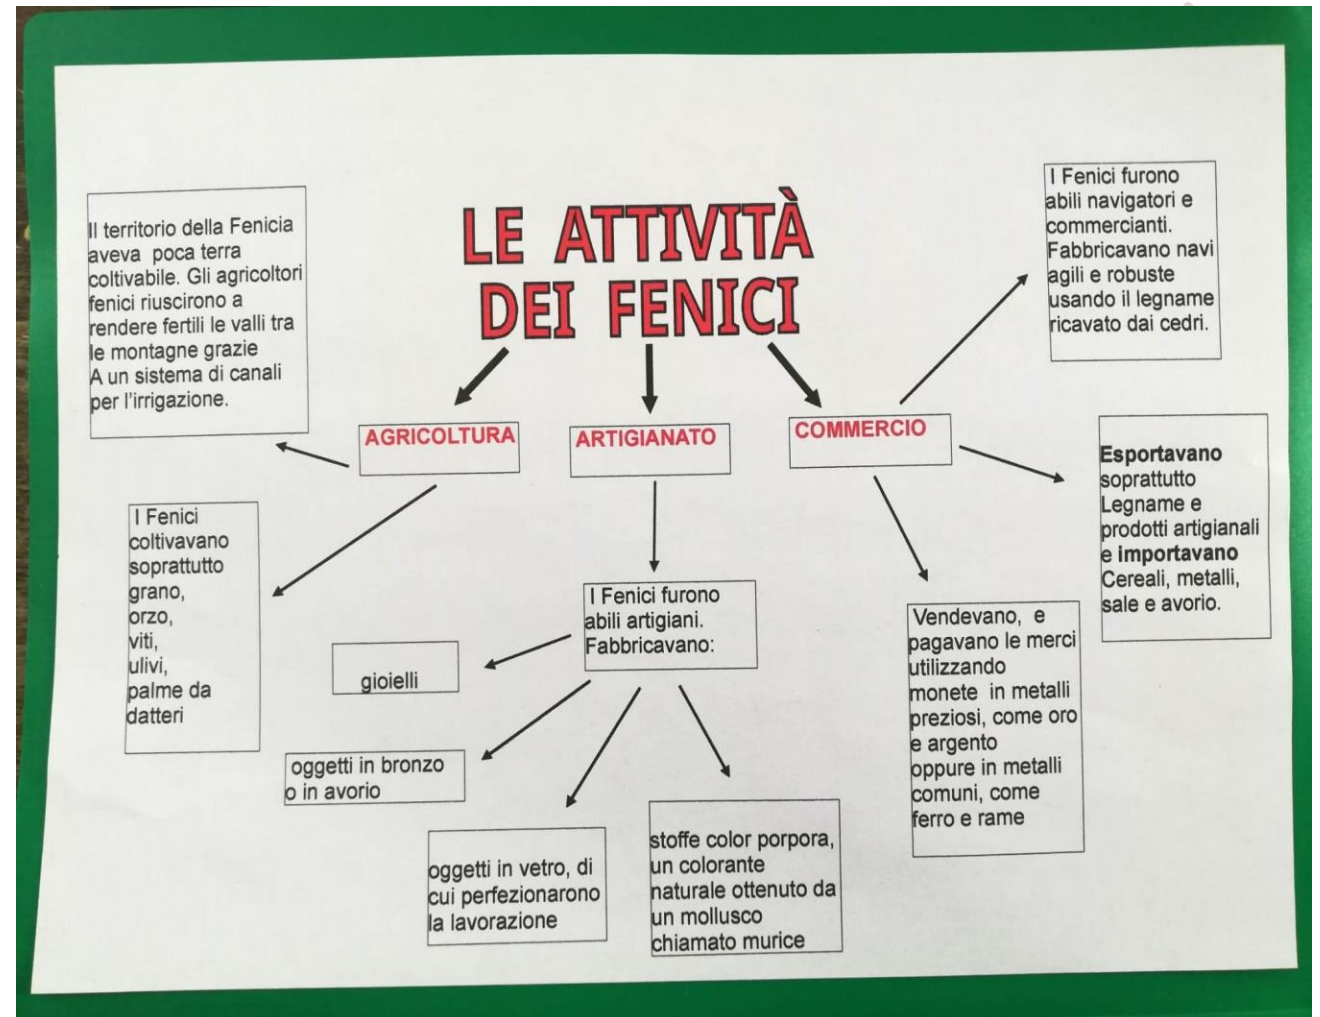 LE ATTIVITÀ
DEI FENICI
AGRICOLTURA
Il territorio della Fenicia
aveva poca terra
coltivabile. Gli agricoltori
fenici riuscirono a
rendere fertili le valli tra
le montagne grazie
A un sistema di canali
per l'irrigazione.
I Fenici
coltivavano
soprattutto
grano,
orzo,
viti,
ulivi,
palme da
datteri
ARTIGIANATO
I Fenici furono
abili artigiani.
Fabbricavano:
gioielli
oggetti in bronzo
o in avorio
oggetti in vetro, di
cui perfezionarono
la lavorazione
stoffe color porpora,
un colorante
naturale ottenuto da
un mollusco
chiamato murice
COMMERCIO
I Fenici furono
abili navigatori e
commercianti.
Fabbricavano navi
agili e robuste
usando il legname
ricavato dai cedri.
Esportavano
soprattutto
Legname e
prodotti artigianali
e importavano
Cereali, metalli,
sale e avorio.
Vendevano, e
pagavano le merci
utilizzando
monete in metalli
preziosi, come oro
e argento
oppure in metalli
comuni, come
ferro e rame